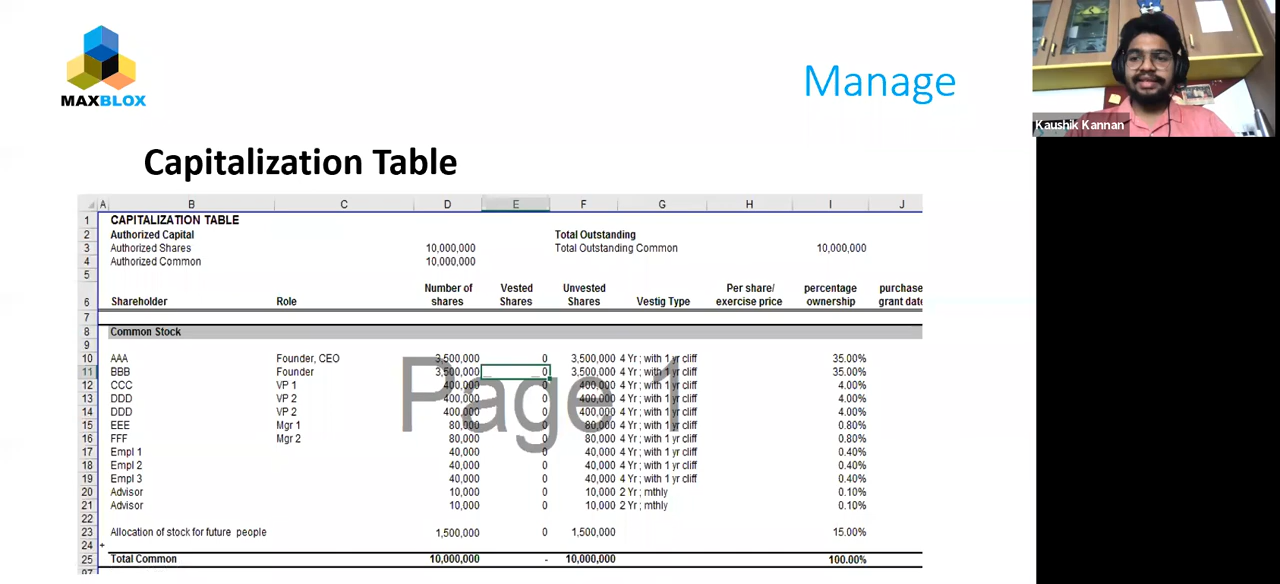 MAXBLOX
Manage
Kaushik Kannan
Capitalization Table
A B C D E F G H I J
1 CAPITALIZATION TABLE
2 Authorized Capital Total Outstanding
3 Authorized Shares 10,000,000 Total Outstanding Common 10,000,000
4 Authorized Common 10,000,000
5
Number of Vested Unvested Per share/ percentage purchase
6 Shareholder Role shares Shares Shares Vestig Type exercise price ownership grant date
7
8 Common Stock
9
10 AAA Founder, CEO 3,500,000 0 3,500,000 4 Yr ; with 1 yr cliff 35.00%
11 BBB Founder 3,500,000 0 3,500,000 4 Yr ; with 1 yr cliff 35.00%
12 CCC VP 1 400,000 0 400,000 4 Yr ; with 1 yr cliff 4.00%
13 DDD VP 2 400,000 0 400,000 4 Yr ; with 1 yr cliff 4.00%
14 DDD VP 2 400,000 0 400,000 4 Yr ; with 1 yr cliff 4.00%
15 EEE Mgr 1 80,000 0 80,000 4 Yr ; with 1 yr cliff 0.80%
16 FFF Mgr 2 80,000 0 80,000 4 Yr ; with 1 yr cliff 0.80%
17 Empl 1 40,000 0 40,000 4 Yr ; with 1 yr cliff 0.40%
18 Empl 2 40,000 0 40,000 4 Yr ; with 1 yr cliff 0.40%
19 Empl 3 40,000 0 40,000 4 Yr ; with 1 yr cliff 0.40%
20 Advisor 10,000 0 10,000 2 Yr ; mthly 0.10%
21 Advisor 10,000 0 10,000 2 Yr ; mthly 0.10%
22
23 Allocation of stock for future people 1,500,000 0 1,500,000 15.00%
24 +
25 Total Common 10,000,000 - 10,000,000 100.00%
Page 1